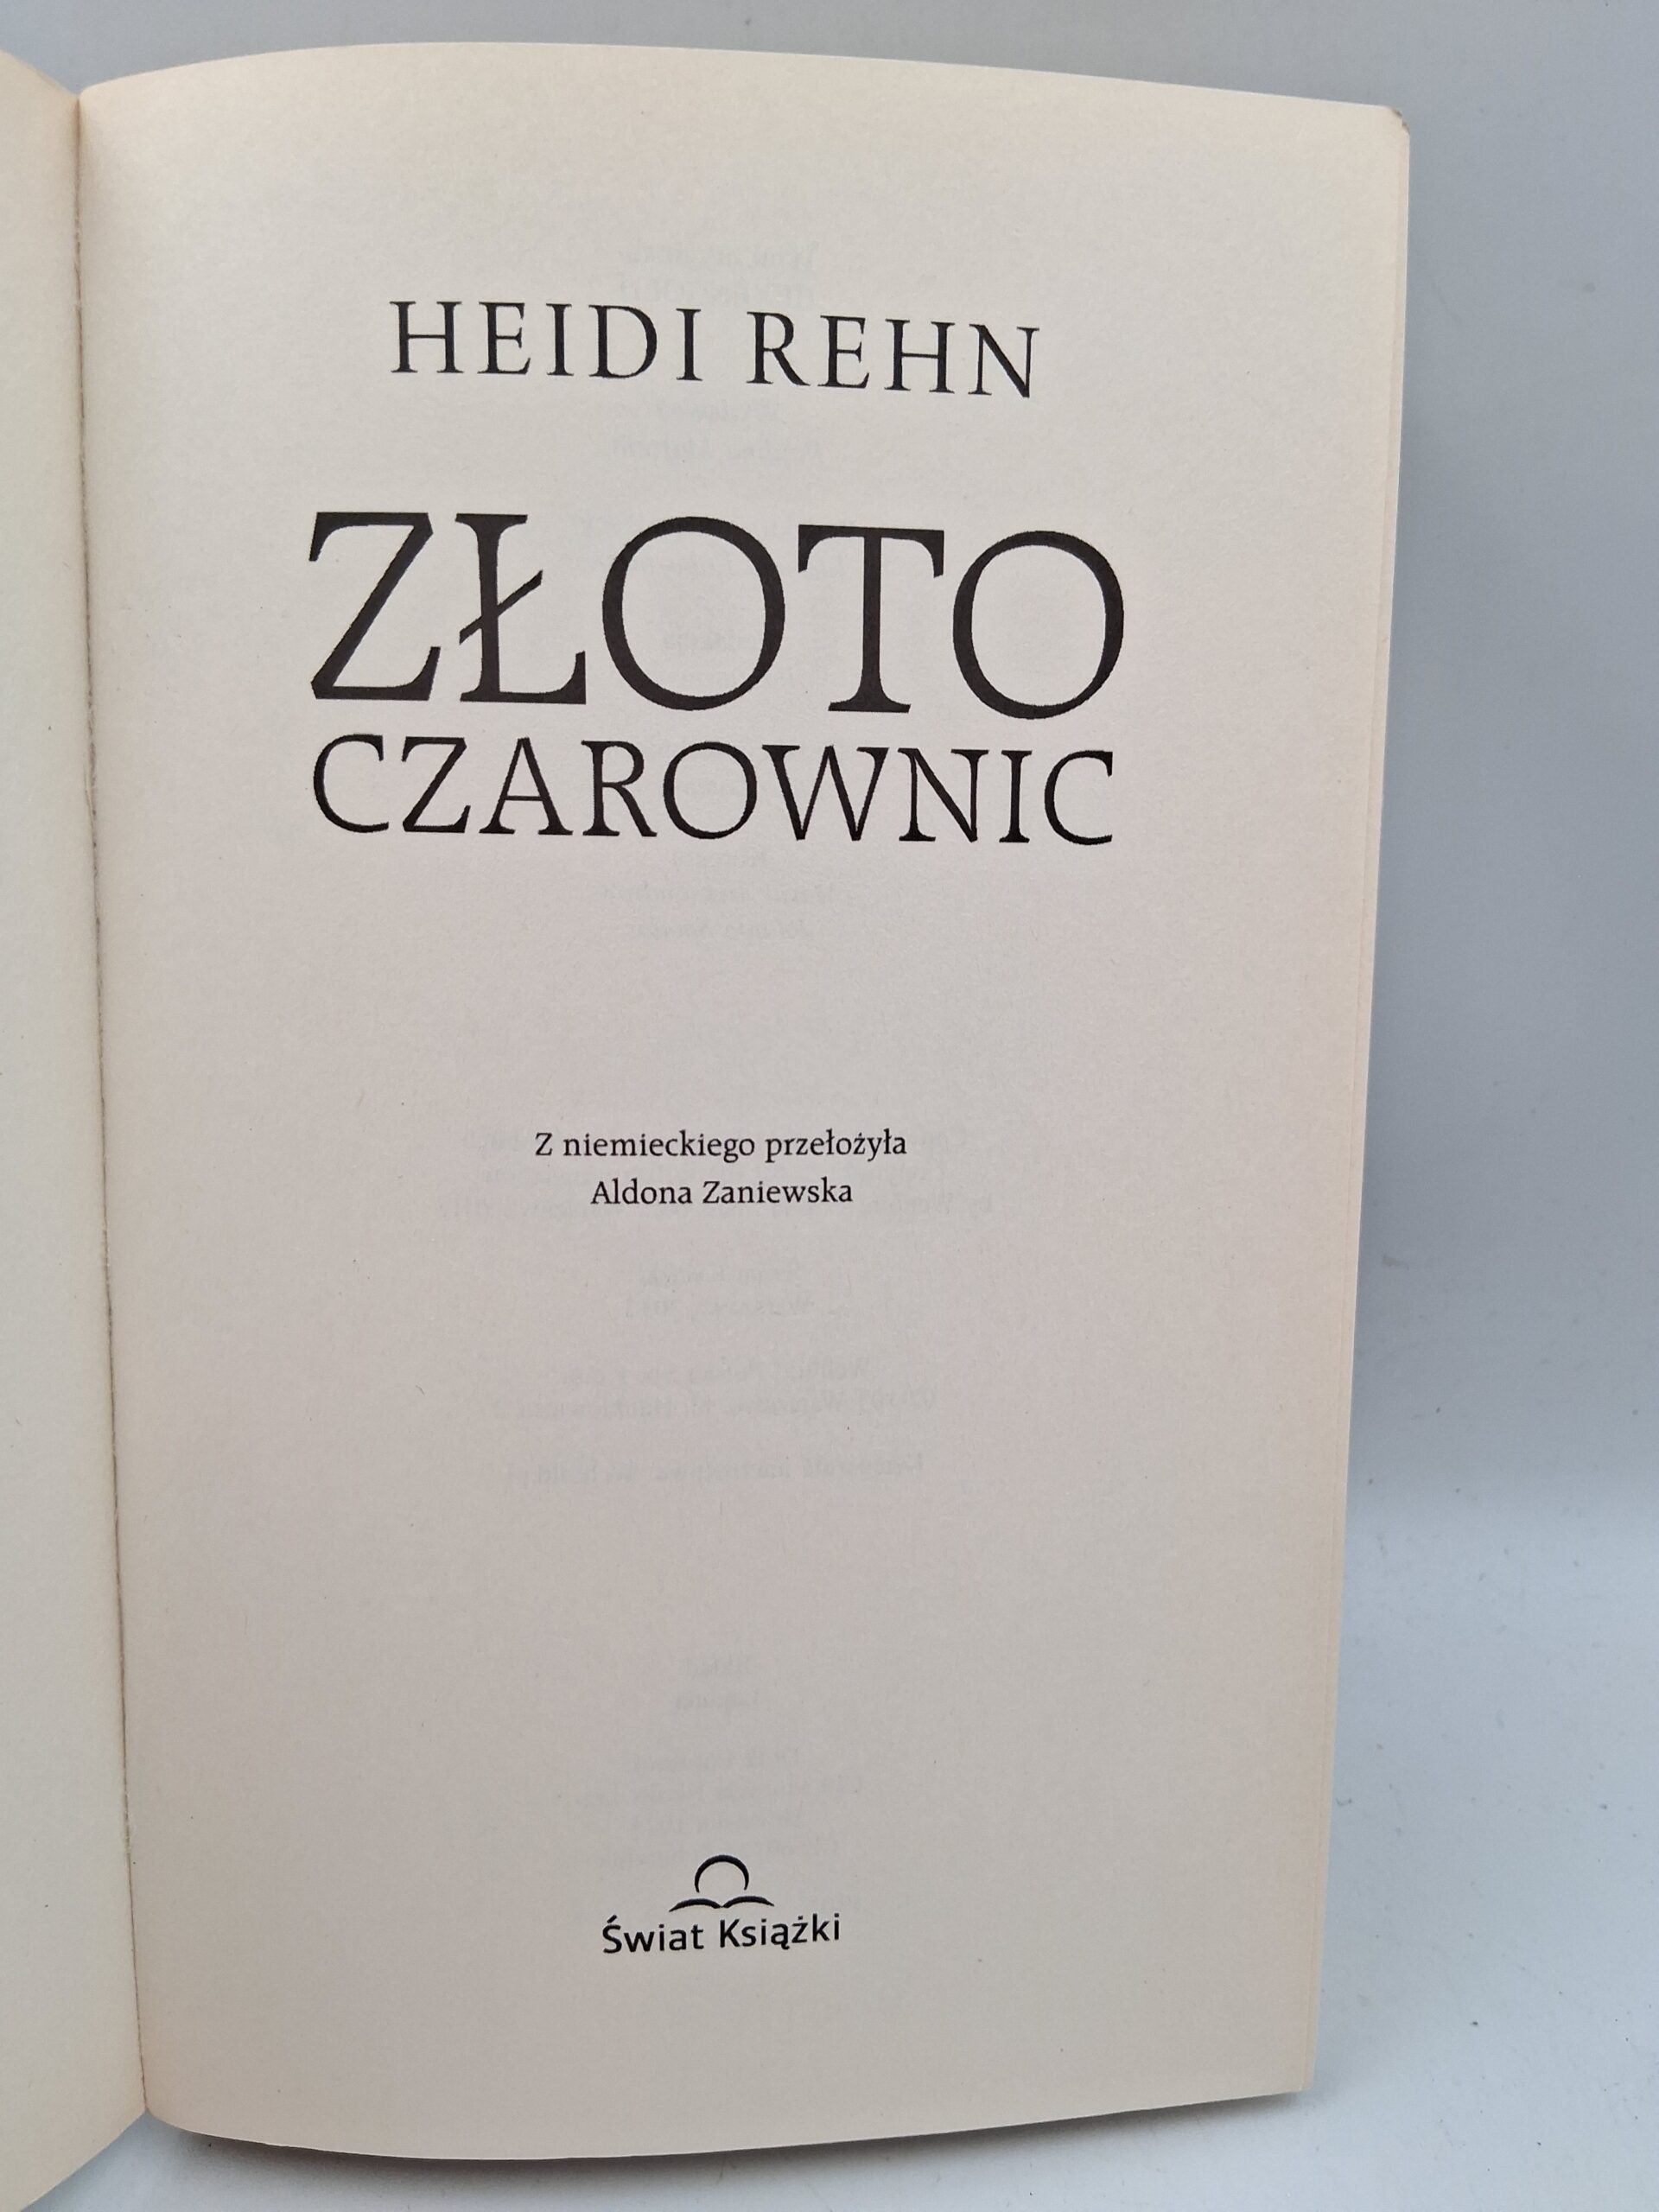 HEIDI REHN
ZŁOTO
CZAROWNIC
Z niemieckiego przełożyła
Aldona Zaniewska
Świat Książki